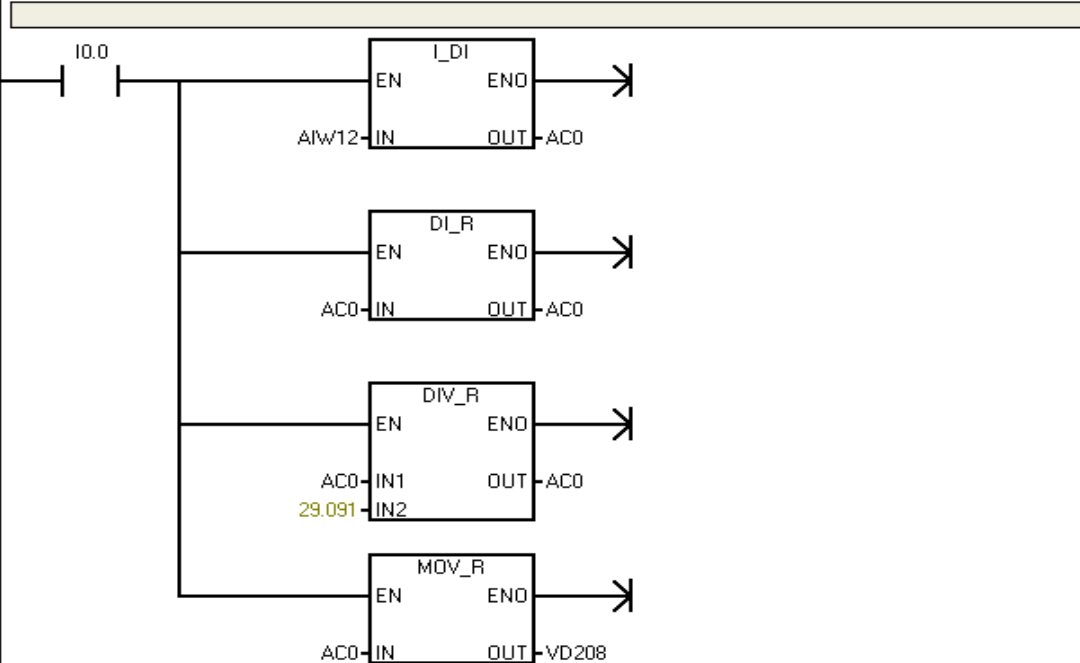 I0.0
I_DI
EN ENO
AIW12 IN OUT AC0
DI_R
EN ENO
AC0 IN OUT AC0
DIV_R
EN ENO
AC0 IN1 OUT AC0
29.091 IN2
MOV_R
EN ENO
AC0 IN OUT VD208